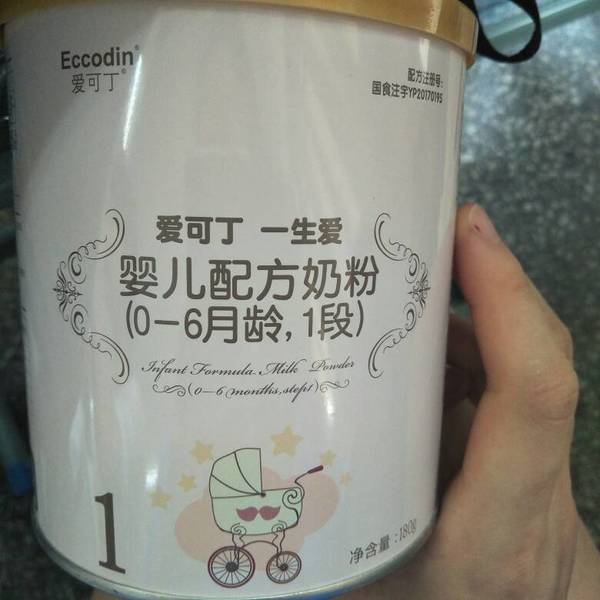 Eccodin®
爱可丁®
配方注册号:
国食注字YP20170195
爱可丁 一生爱
婴儿配方奶粉
(0-6月龄,1段)
Infant Formula Milk Powder
(0-6 months,step1)
1
净含量:180g